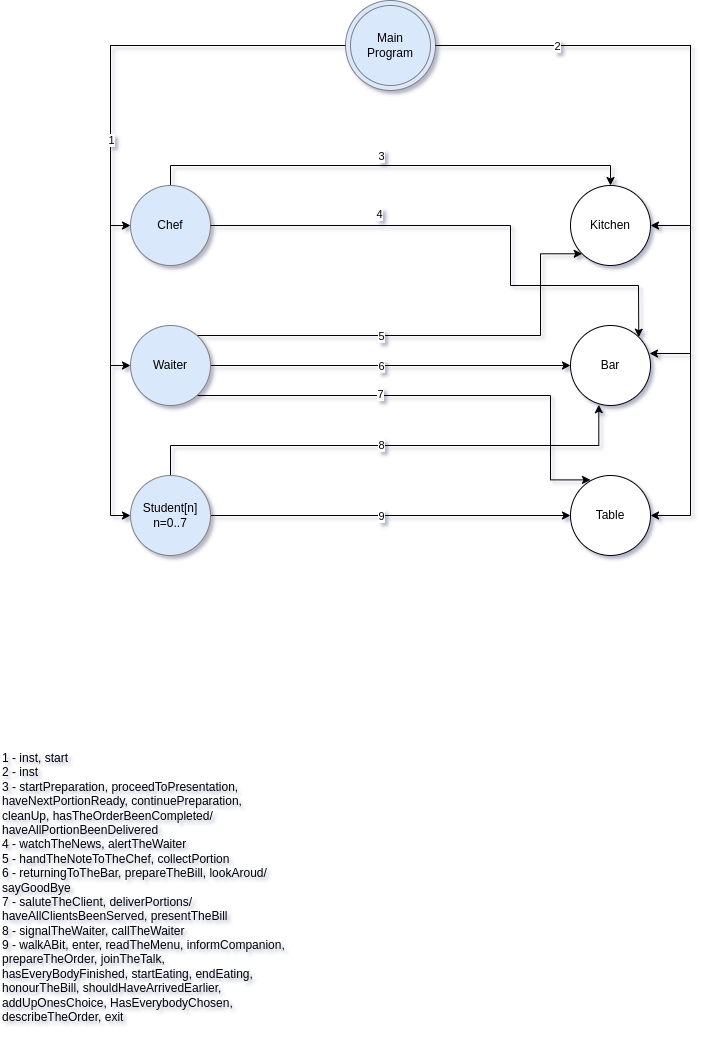 Main
Program
2
1
3
Chef
4
Kitchen
5
Waiter
6
Bar
7
8
Student[n]
n=0..7
9
Table
1 - inst, start
2 - inst
3 - startPreparation, proceedToPresentation,
haveNextPortionReady, continuePreparation,
cleanUp, hasTheOrderBeenCompleted/
haveAllPortionBeenDelivered
4 - watchTheNews, alertTheWaiter
5 - handTheNoteToTheChef, collectPortion
6 - returningToTheBar, prepareTheBill, lookAroud/
sayGoodBye
7 - saluteTheClient, deliverPortions/
haveAllClientsBeenServed, presentTheBill
8 - signalTheWaiter, callTheWaiter
9 - walkABit, enter, readTheMenu, informCompanion,
prepareTheOrder, joinTheTalk,
hasEveryBodyFinished, startEating, endEating,
honourTheBill, shouldHaveArrivedEarlier,
addUpOnesChoice, HasEverybodyChosen,
describeTheOrder, exit